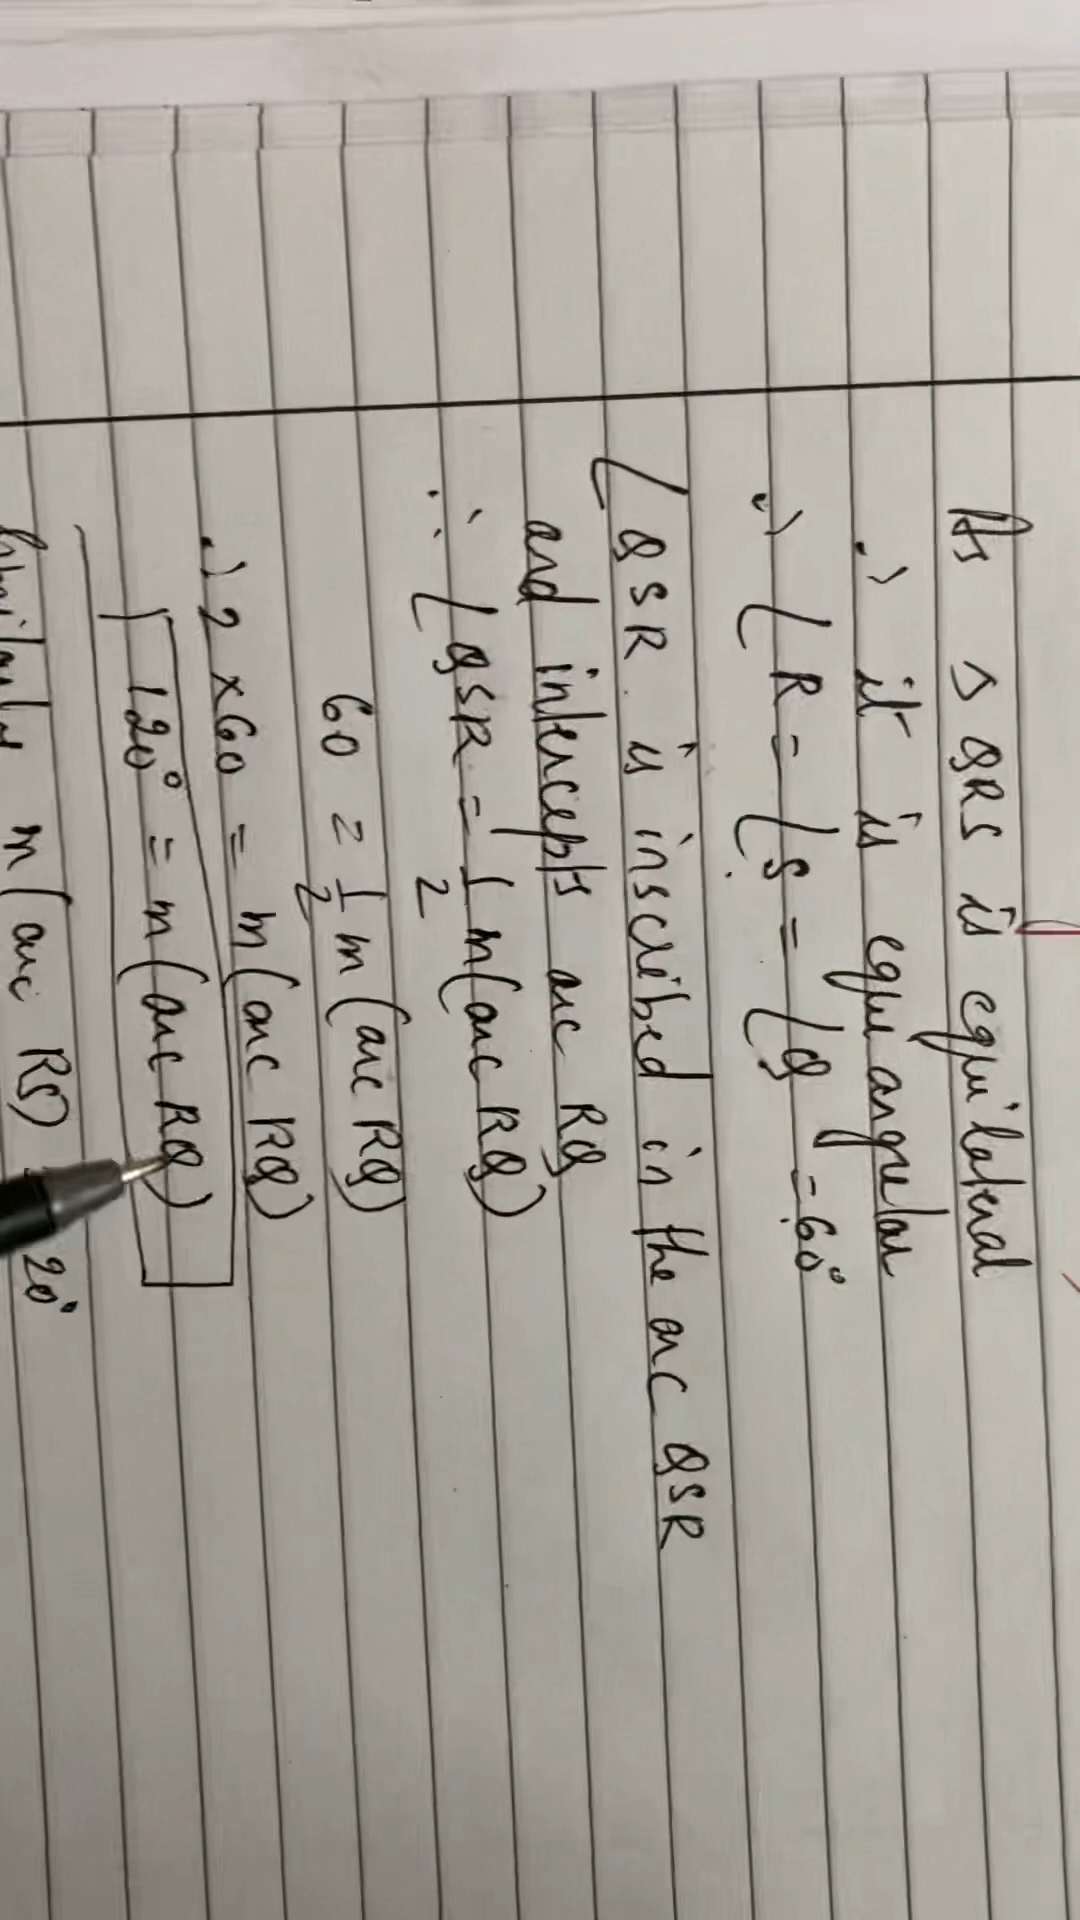 As △ QRS is equilateral
∴ it is equiangular
∴ ∠R = ∠S = ∠Q = 60°
∠QSR is inscribed in the arc QSR
and intercepts arc RQ
∴ ∠QSR = 1/2 m(arc RQ)
60 = 1/2 m(arc RQ)
∴ 2 × 60 = m(arc RQ)
120° = m(arc RQ)
m(arc RS) 20°